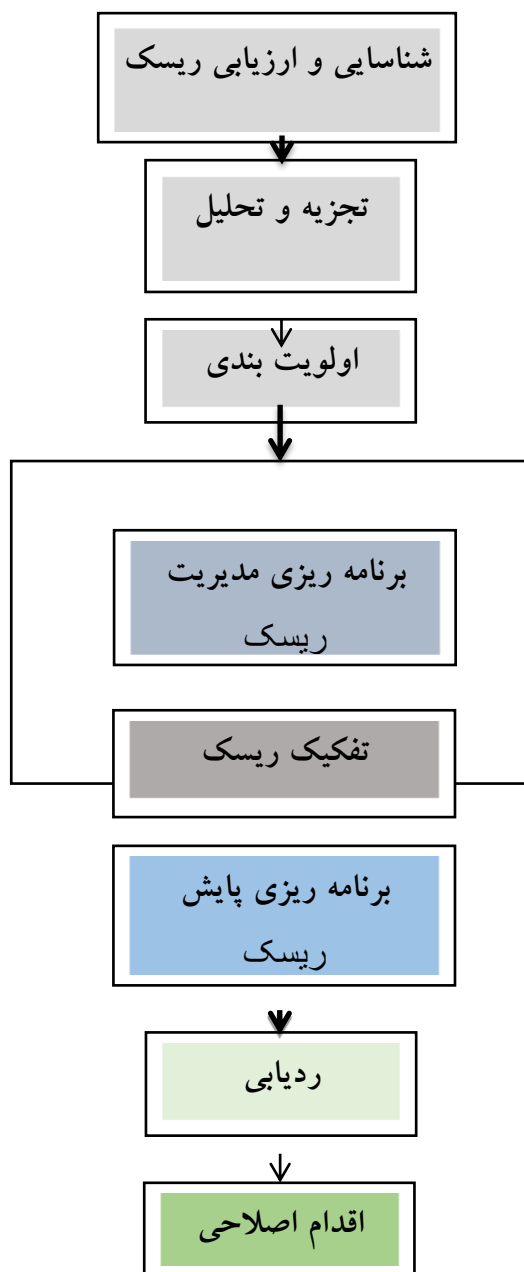 شناسایی و ارزیابی ریسک
تجزیه و تحلیل
اولویت بندی
برنامه ریزی مدیریت
ریسک
تفکیک ریسک
برنامه ریزی پایش
ریسک
ردیابی
اقدام اصلاحی